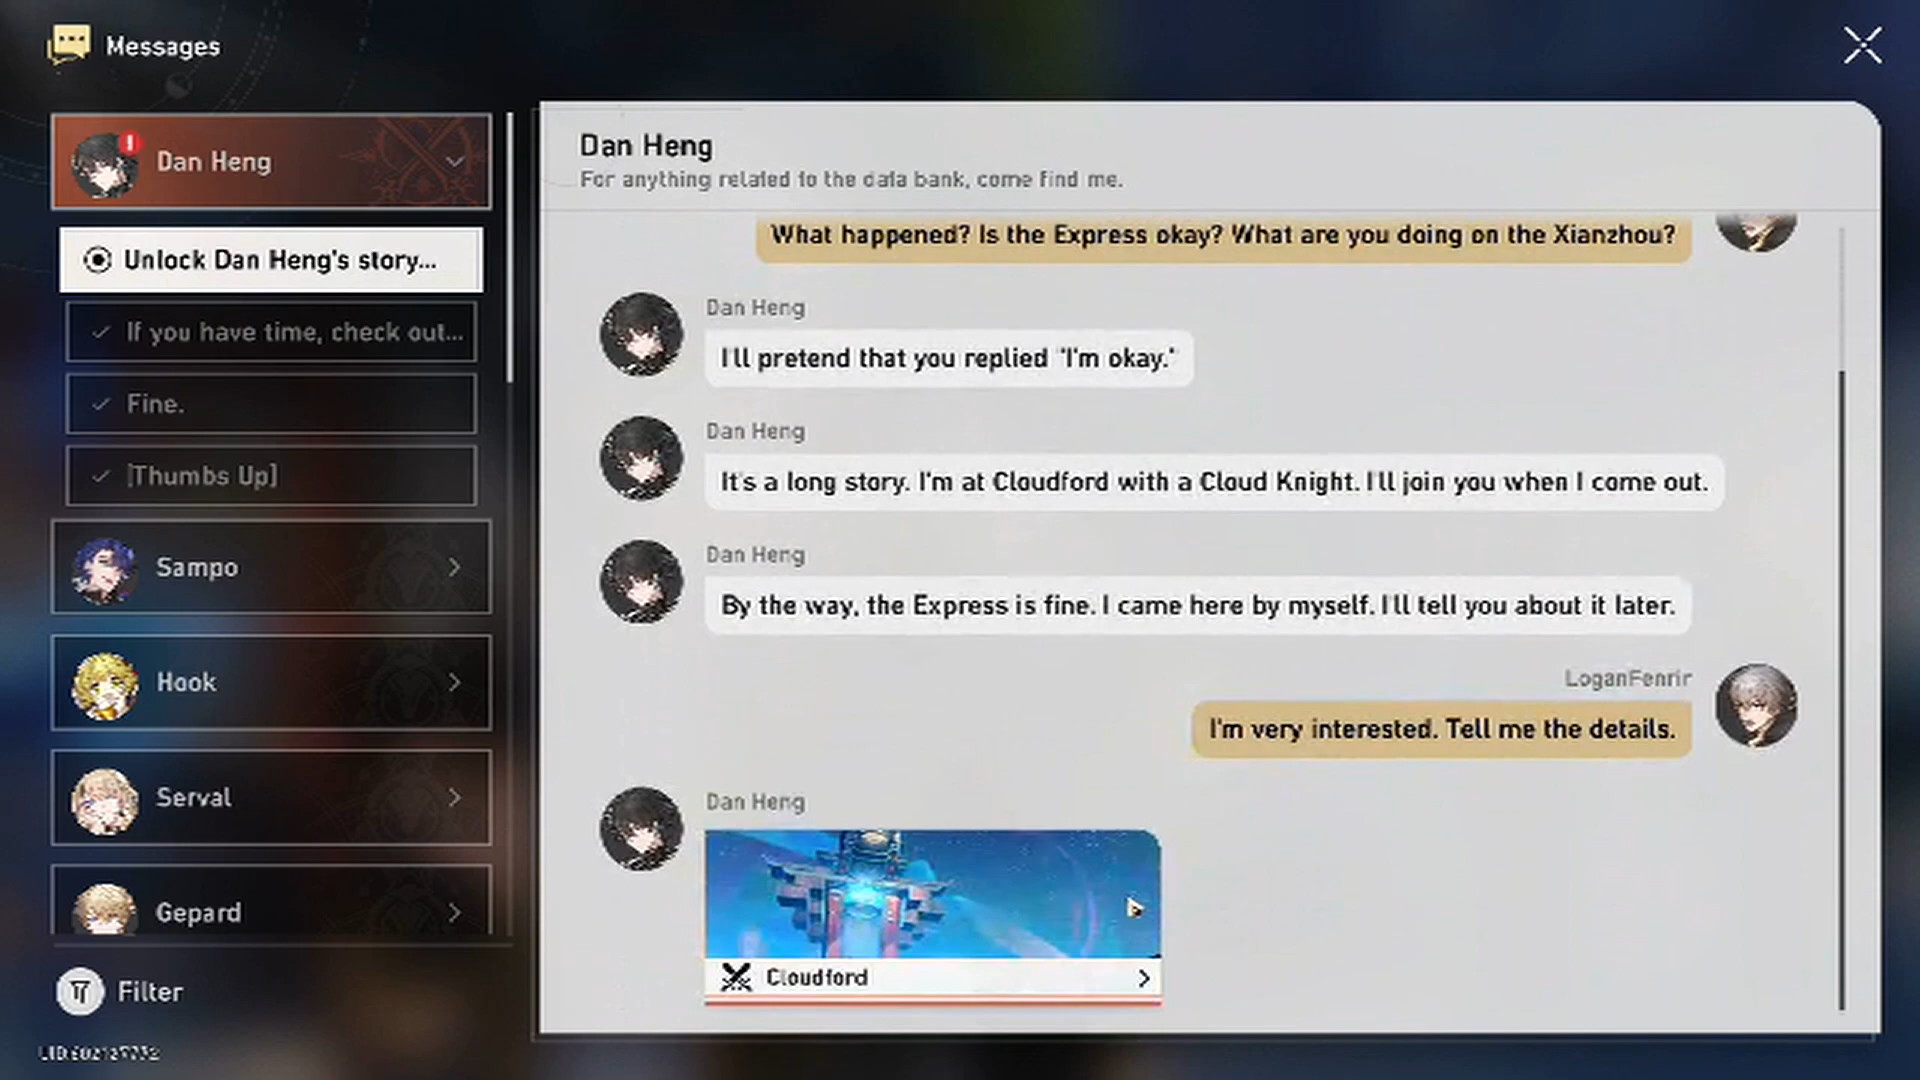 Messages
Dan Heng
Unlock Dan Heng's story...
If you have time, check out...
Fine.
[Thumbs Up]
Sampo
Hook
Serval
Gepard
Filter
Dan Heng
For anything related to the data bank, come find me.
What happened? Is the Express okay? What are you doing on the Xianzhou?
Dan Heng
I'll pretend that you replied "I'm okay."
Dan Heng
It's a long story. I'm at Cloudford with a Cloud Knight. I'll join you when I come out.
Dan Heng
By the way, the Express is fine. I came here by myself. I'll tell you about it later.
LoganFenrir
I'm very interested. Tell me the details.
Dan Heng
Cloudford